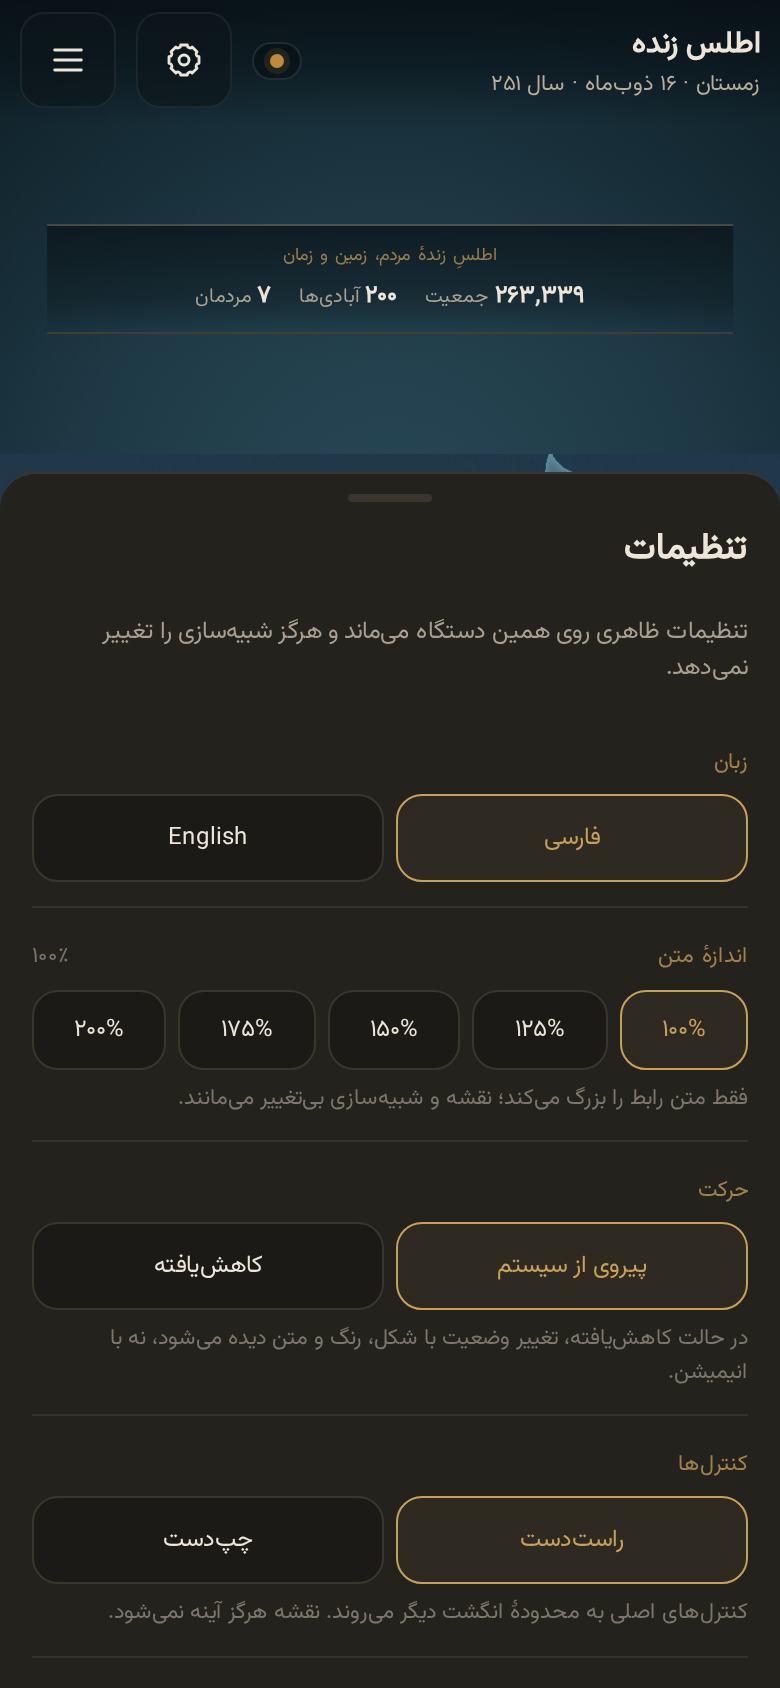 اطلس زنده
زمستان · ۱۶ ذوب‌ماه · سال ۲۵۱
اطلسِ زندهٔ مردم، زمین و زمان
۲۶۳,۳۳۹ جمعیت ۲۰۰ آبادی‌ها ۷ مردمان
تنظیمات
تنظیمات ظاهری روی همین دستگاه می‌ماند و هرگز شبیه‌سازی را تغییر
نمی‌دهد.
زبان
فارسی English
اندازهٔ متن ۱۰۰٪
۱۰۰% ۱۲۵% ۱۵۰% ۱۷۵% ۲۰۰%
فقط متن رابط را بزرگ می‌کند؛ نقشه و شبیه‌سازی بی‌تغییر می‌مانند.
حرکت
پیروی از سیستم کاهش‌یافته
در حالت کاهش‌یافته، تغییر وضعیت با شکل، رنگ و متن دیده می‌شود، نه با
انیمیشن.
کنترل‌ها
راست‌دست چپ‌دست
کنترل‌های اصلی به محدودهٔ انگشت دیگر می‌روند. نقشه هرگز آینه نمی‌شود.